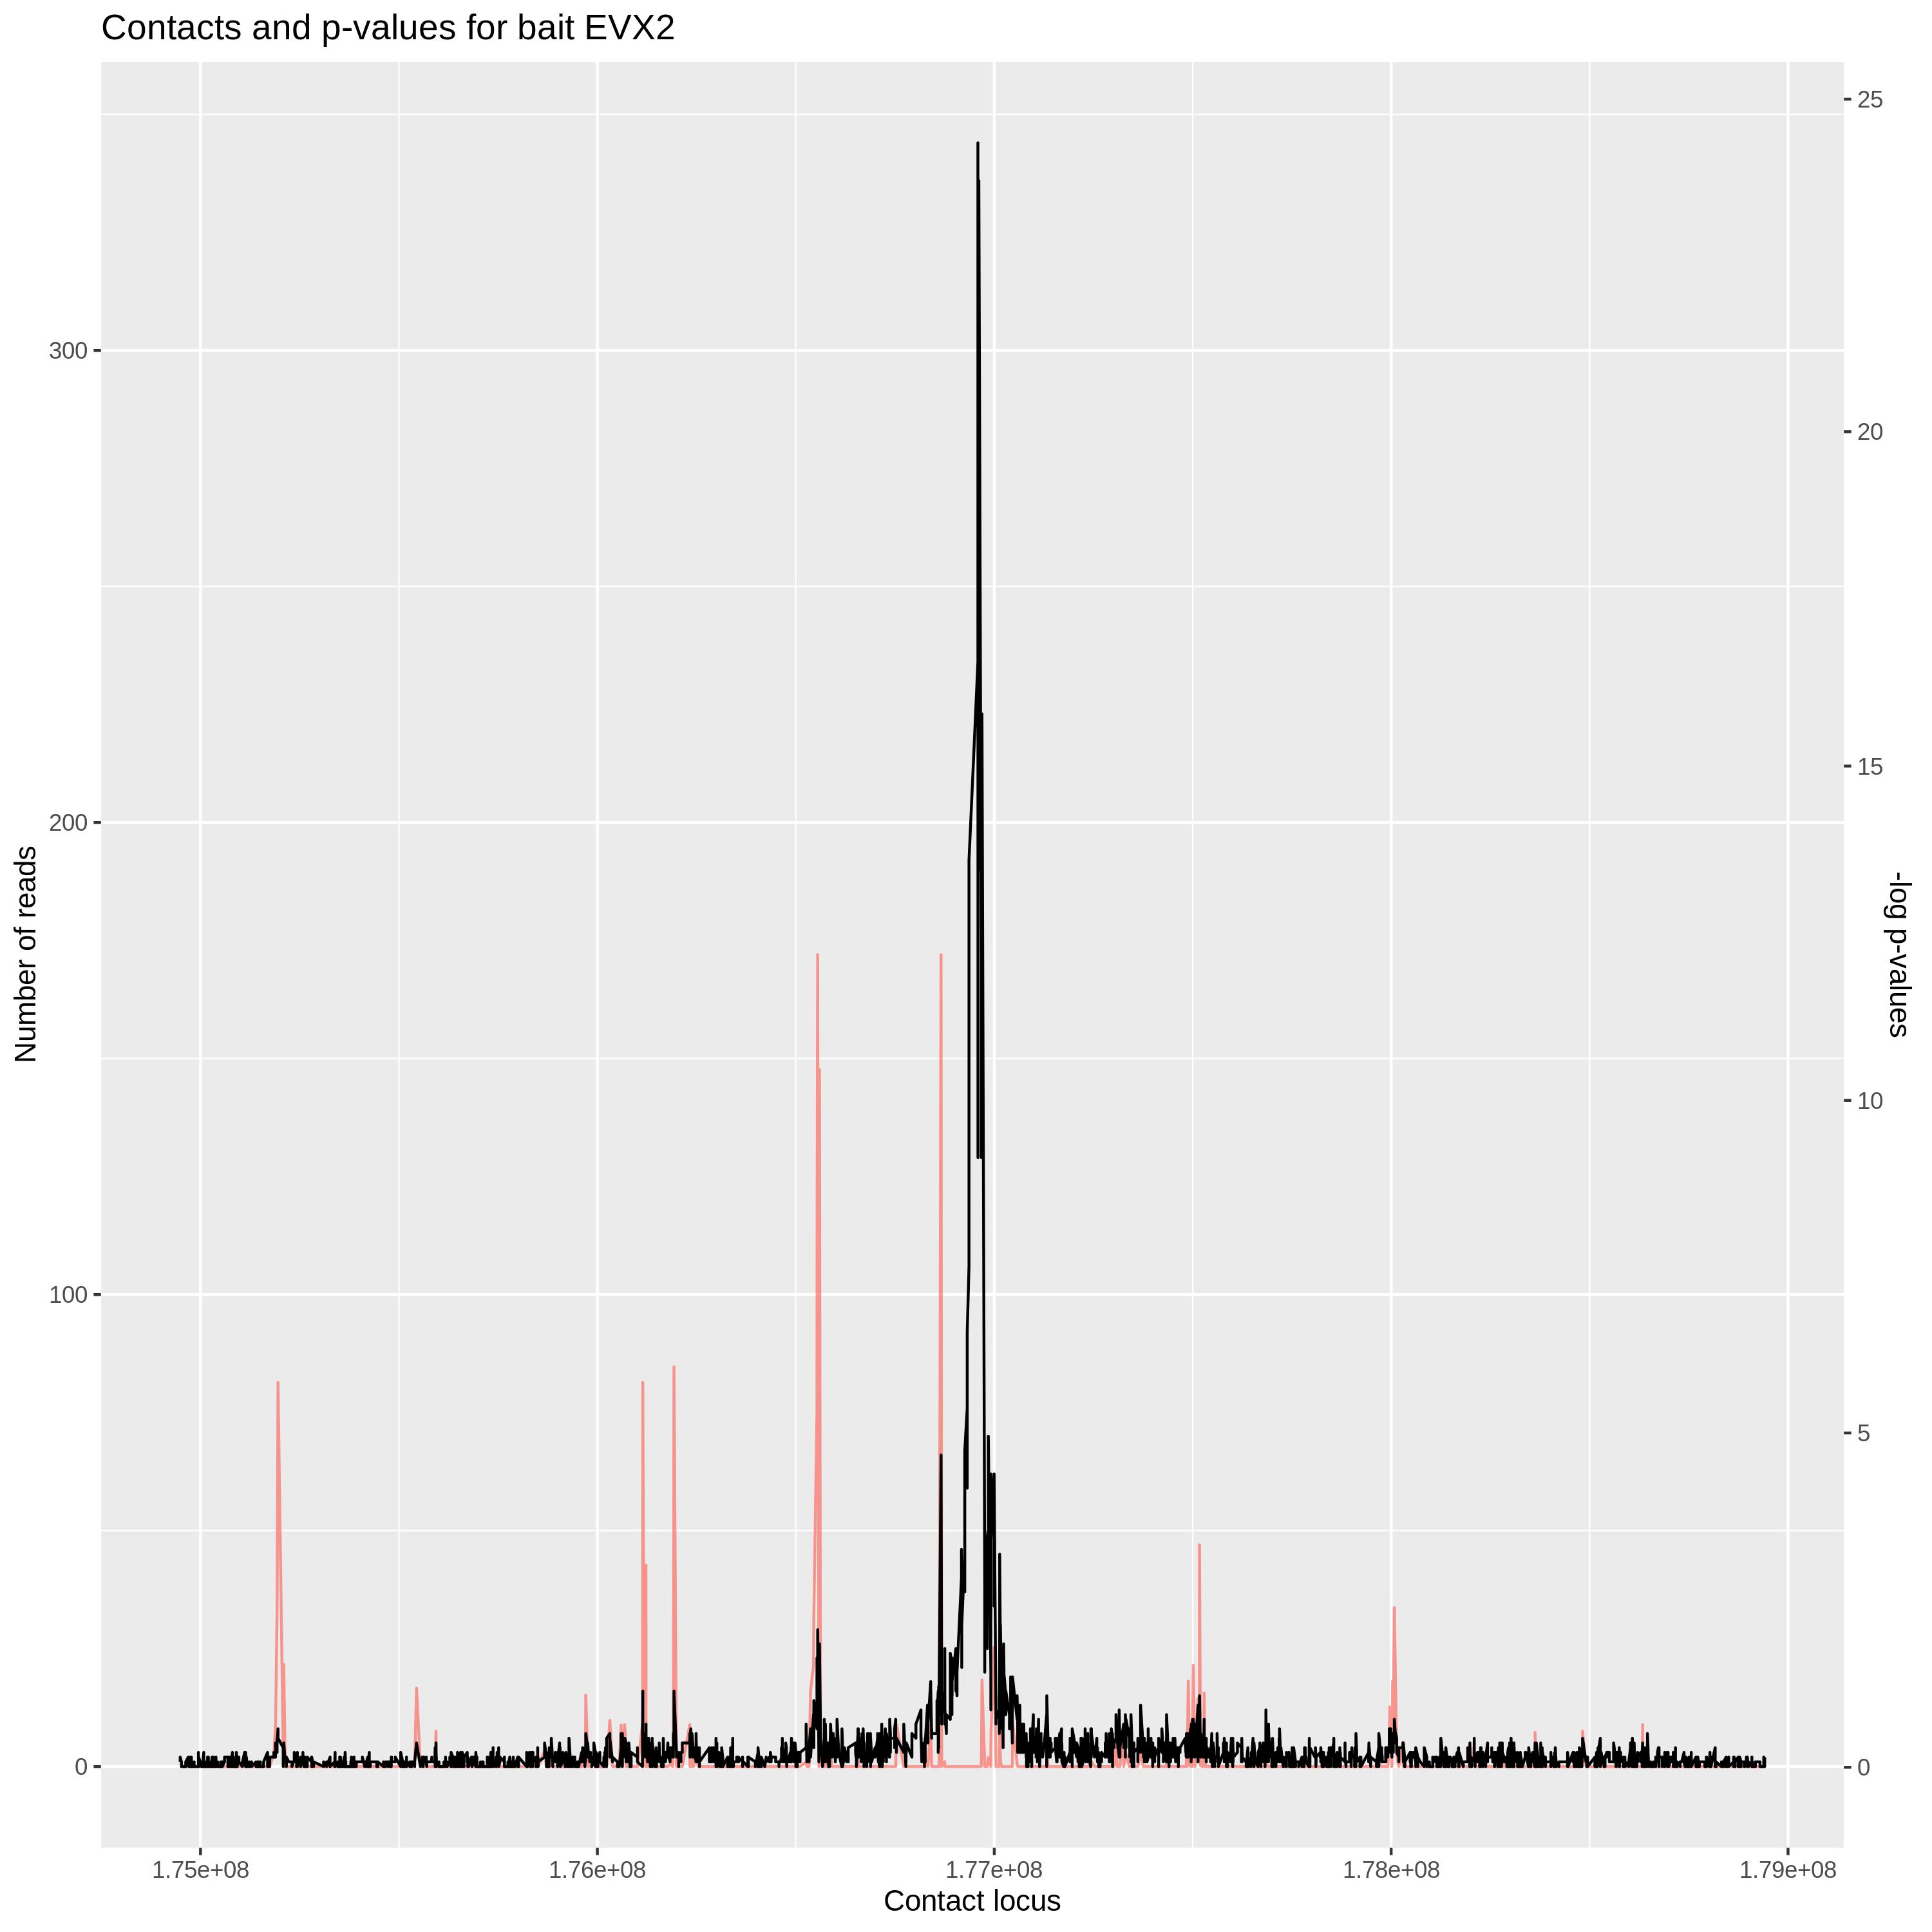 Contacts and p-values for bait EVX2
Number of reads
300
200
100
0
25
20
15
10
5
0
-log p-values
1.75e+08 1.76e+08 1.77e+08 1.78e+08 1.79e+08
Contact locus